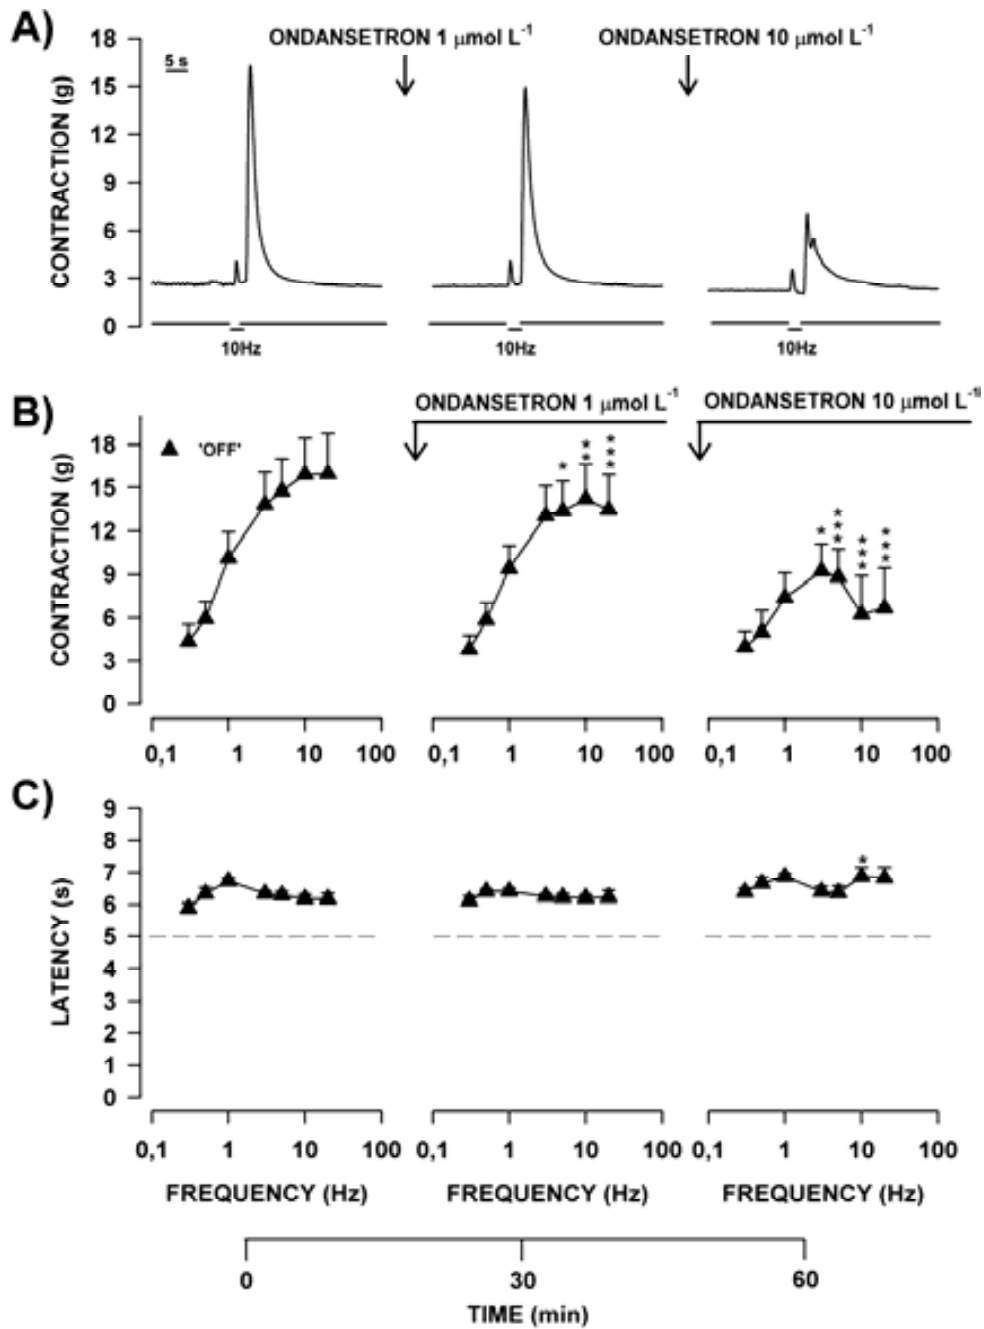 A)
ONDANSETRON 1 μmol L⁻¹
ONDANSETRON 10 μmol L⁻¹
5 s
CONTRACTION (g)
18
15
12
9
6
3
0
10Hz
10Hz
10Hz
B)
ONDANSETRON 1 μmol L⁻¹
ONDANSETRON 10 μmol L⁻¹
'OFF'
CONTRACTION (g)
18
15
12
9
6
3
0
*
**
***
*
***
***
***
0,1 1 10 100
0,1 1 10 100
0,1 1 10 100
C)
LATENCY (s)
9
8
7
6
5
4
3
2
1
0
*
0,1 1 10 100
0,1 1 10 100
0,1 1 10 100
FREQUENCY (Hz)
FREQUENCY (Hz)
FREQUENCY (Hz)
0 30 60
TIME (min)